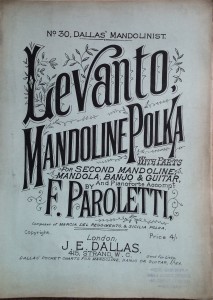 No 30, DALLAS' MANDOLINIST.
Levanto,
MANDOLINE POLKA
WITH PARTS
FOR SECOND MANDOLINE,
MANDOLA, BANJO & GUITAR,
And Pianoforte Accompt
BY
F. PAROLETTI.
Composer of MARCIA DEL REGGIMENTO, & SICILIA POLKA.
Copyright.
Price 4/-
London:
J. E. DALLAS,
415, STRAND, W.C.